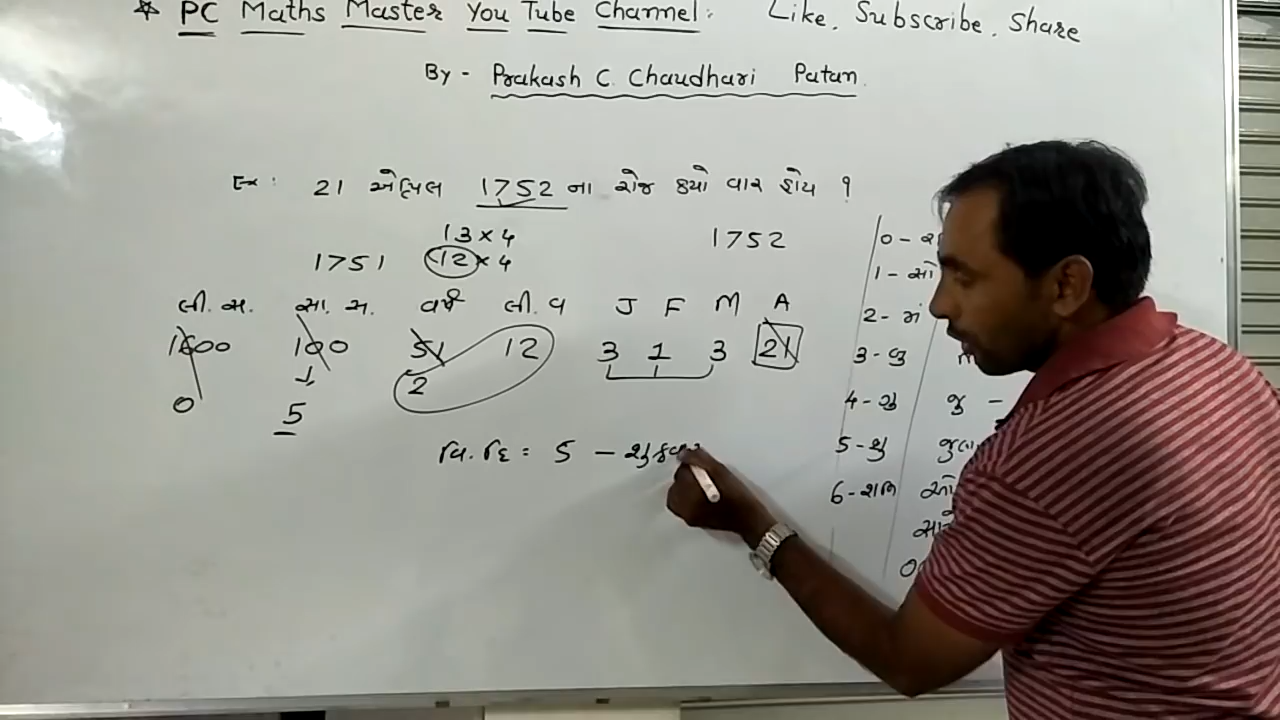 ☆ PC Maths Master You Tube Channel: Like, Subscribe, Share
By - Prakash C. Chaudhari Patan.
Ex: 21 એપ્રિલ 1752 ના રોજ કયો વાર હોય ?
13 × 4
1752
1751
12 × 4
લી. સ. સા. સ. વર્ષ લી. વ J F M A
1600 100 51 12 3 1 3 21
2
0 5
વિ. દિ = 5 - શુક્રવાર
0 -
1 - સો
2 - મં
3 - બુ
4 - ગુ જુ -
5 - શુ
6 - શનિ ઓ